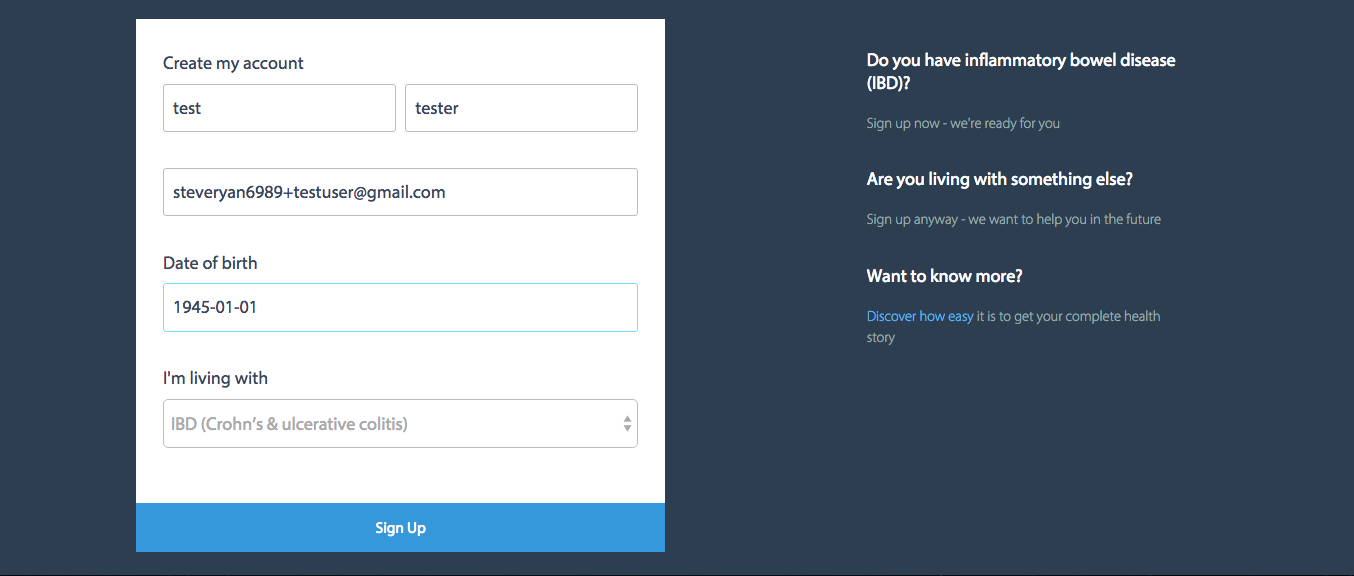 Create my account
test
tester
steveryan6989+testuser@gmail.com
Date of birth
1945-01-01
I'm living with
IBD (Crohn’s & ulcerative colitis)
Sign Up
Do you have inflammatory bowel disease
(IBD)?
Sign up now - we're ready for you
Are you living with something else?
Sign up anyway - we want to help you in the future
Want to know more?
Discover how easy it is to get your complete health
story